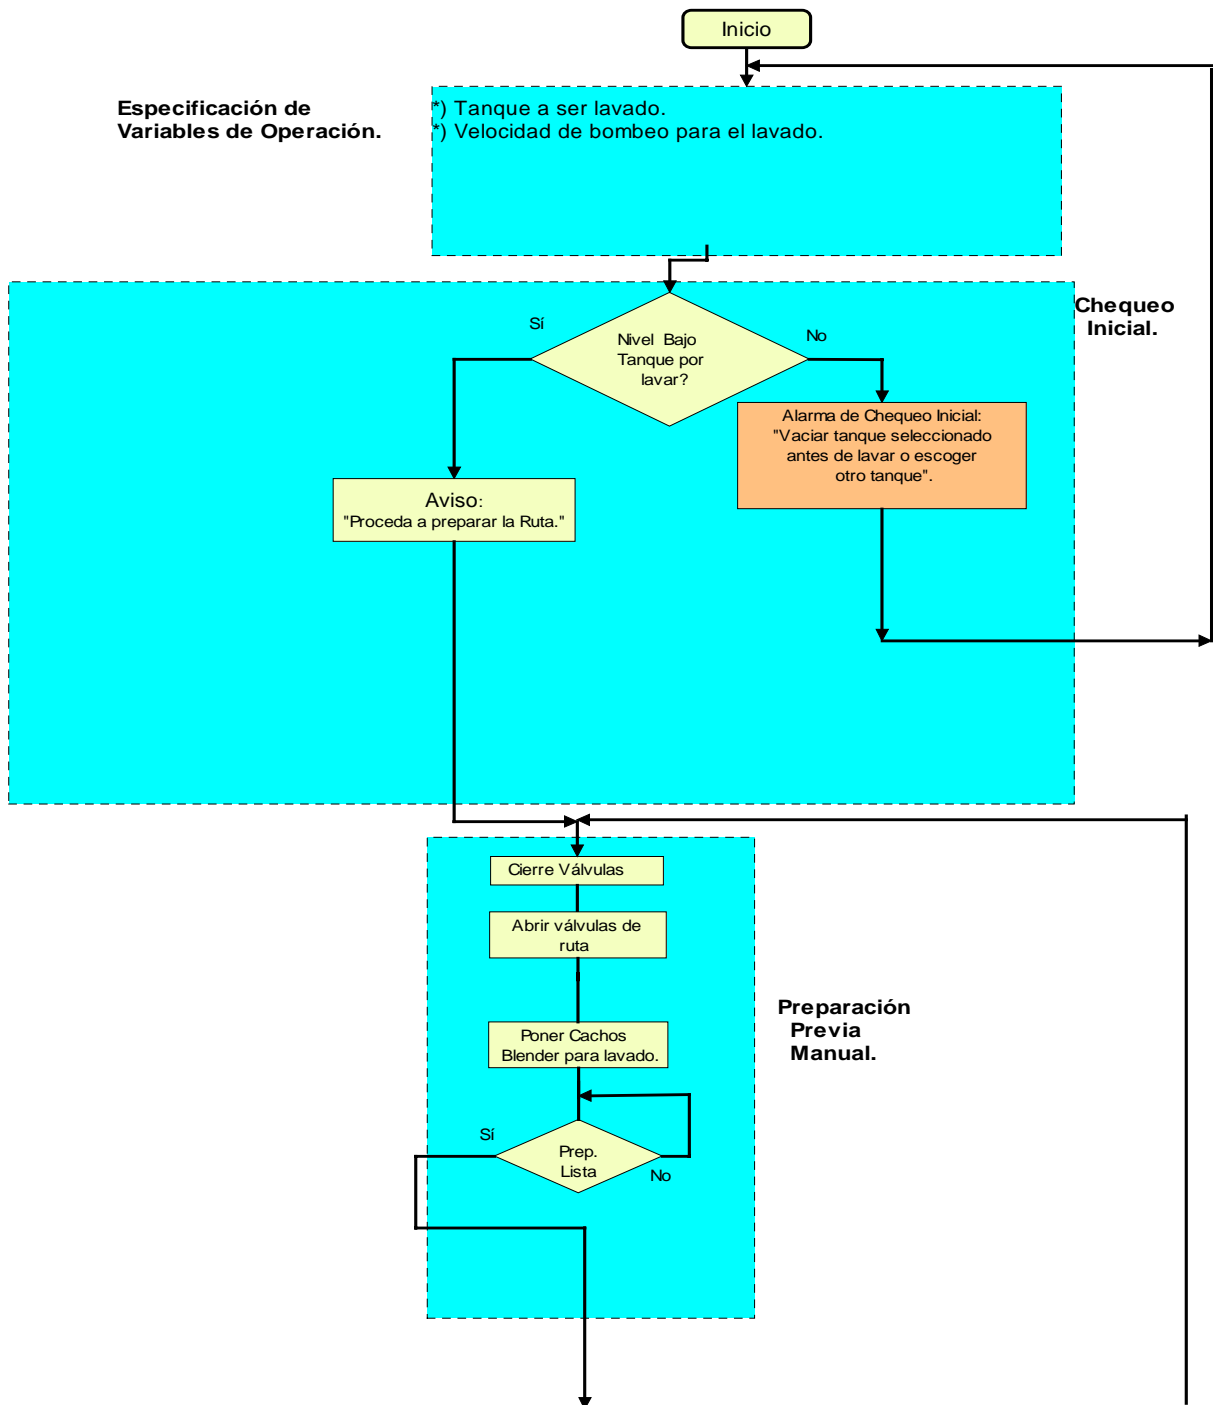 Inicio
Especificación de
Variables de Operación.
*) Tanque a ser lavado.
*) Velocidad de bombeo para el lavado.
Chequeo
Inicial.
Sí
No
Nivel Bajo
Tanque por
lavar?
Alarma de Chequeo Inicial:
"Vaciar tanque seleccionado
antes de lavar o escoger
otro tanque".
Aviso:
"Proceda a preparar la Ruta."
Cierre Válvulas
Abrir válvulas de
ruta
Preparación
Previa
Manual.
Poner Cachos
Blender para lavado.
Sí
Prep.
Lista
No